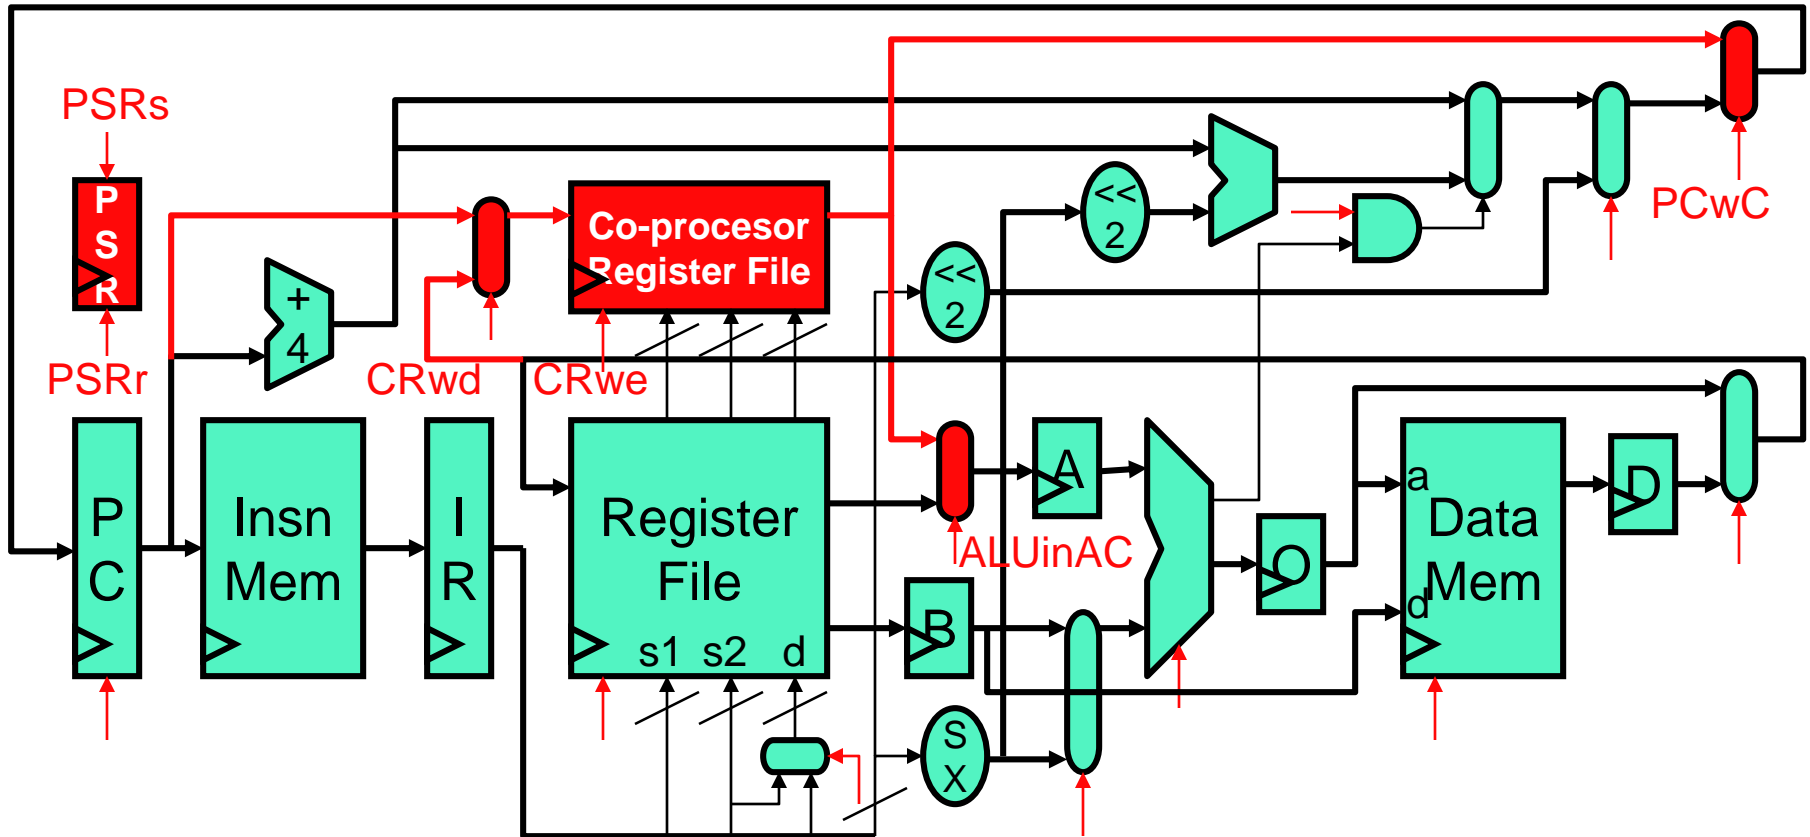 PSRs
P
S
R
PSRr
+
4
CRwd
Co-procesor
Register File
CRwe
<<
2
<<
2
PCwC
P
C
Insn
Mem
I
R
Register
File
s1 s2 d
ALUinAC
A
B
S
X
O
a
d
Data
Mem
D